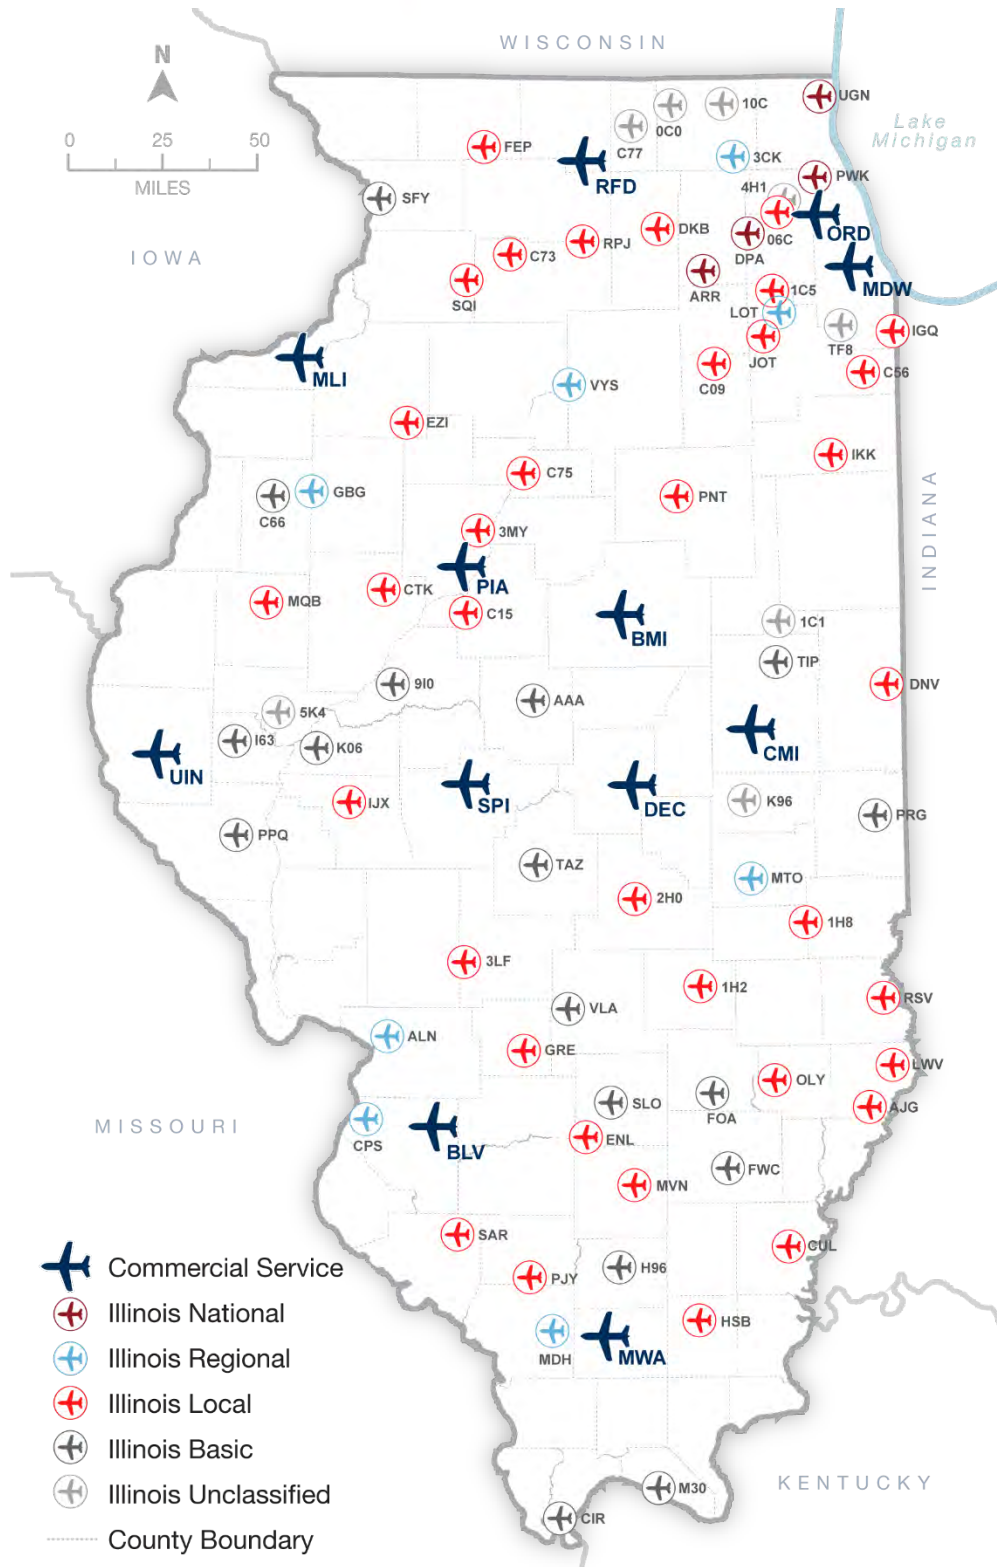 WISCONSIN
N
0 25 50
MILES
UGN
10C
0C0
C77
Lake
Michigan
FEP
3CK
RFD
PWK
4H1
SFY
ORD
DKB
06C
RPJ
DPA
IOWA
C73
MDW
ARR
1C5
SQI
LOT
IGQ
TF8
JOT
MLI
C09
C56
VYS
EZI
IKK
C75
GBG
PNT
C66
INDIANA
3MY
PIA
CTK
MQB
C15
BMI
1C1
TIP
9I0
DNV
AAA
5K4
I63
K06
CMI
UIN
SPI
DEC
IJX
K96
PRG
PPQ
TAZ
MTO
2H0
1H8
3LF
1H2
RSV
VLA
ALN
GRE
LWV
OLY
SLO
FOA
AJG
MISSOURI
CPS
ENL
BLV
FWC
MVN
SAR
CUL
H96
PJY
HSB
MDH
MWA
KENTUCKY
M30
CIR
Commercial Service
Illinois National
Illinois Regional
Illinois Local
Illinois Basic
Illinois Unclassified
County Boundary